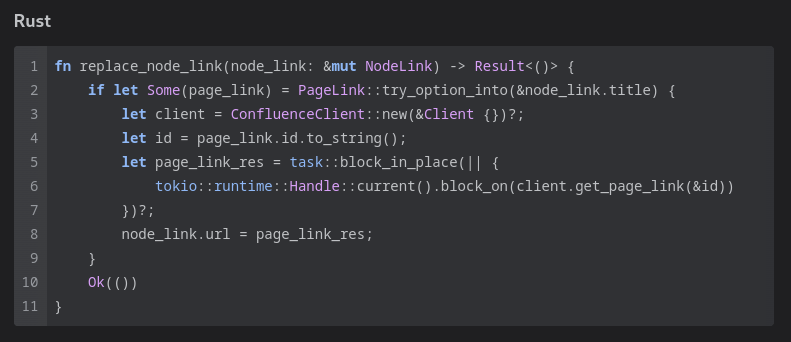 Rust
1 fn replace_node_link(node_link: &mut NodeLink) -> Result<()> {
2     if let Some(page_link) = PageLink::try_option_into(&node_link.title) {
3         let client = ConfluenceClient::new(&Client {})?;
4         let id = page_link.id.to_string();
5         let page_link_res = task::block_in_place(|| {
6             tokio::runtime::Handle::current().block_on(client.get_page_link(&id))
7         })?;
8         node_link.url = page_link_res;
9     }
10     Ok(())
11 }